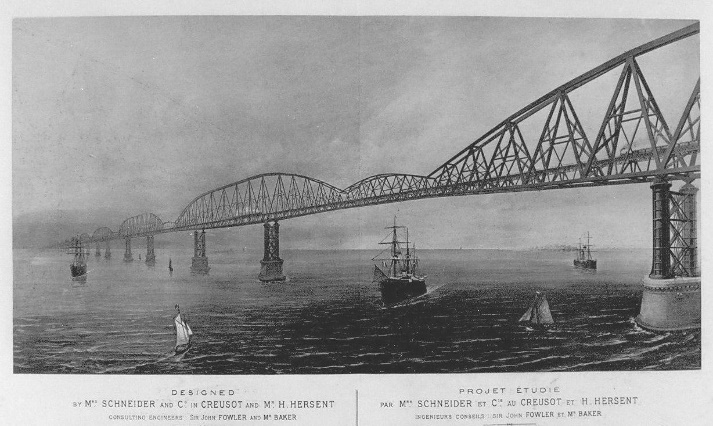 DESIGNED
BY Mrs SCHNEIDER AND Co IN CREUSOT AND Mr H. HERSENT
CONSULTING ENGINEERS : SIR JOHN FOWLER AND Mr BAKER
PROJET ÉTUDIÉ
PAR Mrs SCHNEIDER ET Cie AU CREUSOT ET H. HERSENT
INGÉNIEURS CONSEILS : SIR JOHN FOWLER ET Mr BAKER